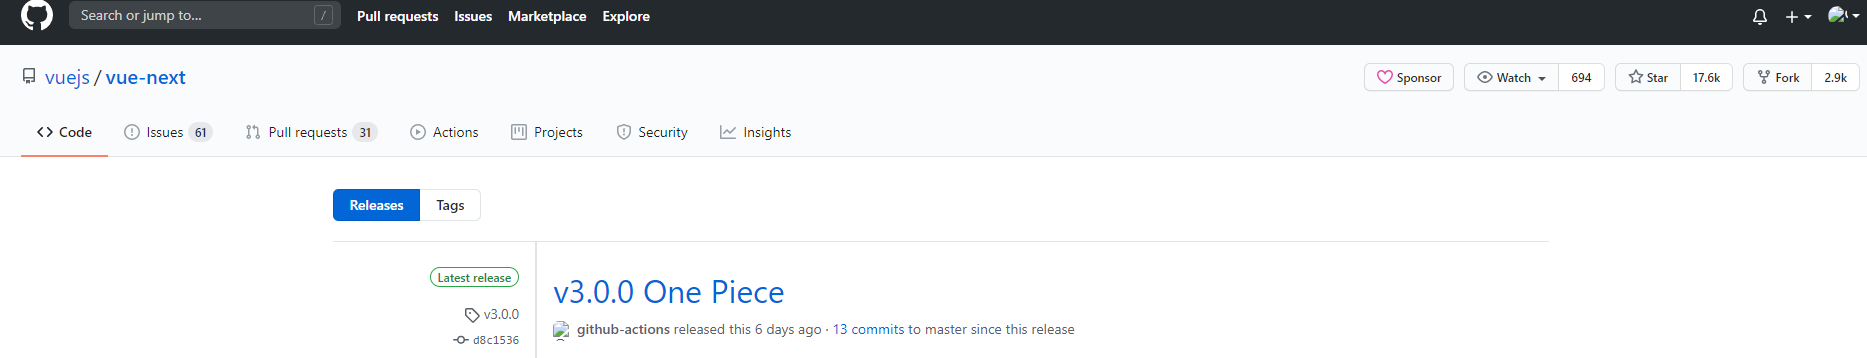 Search or jump to... / Pull requests Issues Marketplace Explore
vuejs / vue-next Sponsor Watch 694 Star 17.6k Fork 2.9k
Code Issues 61 Pull requests 31 Actions Projects Security Insights
Releases Tags
Latest release
v3.0.0 One Piece
v3.0.0
github-actions released this 6 days ago · 13 commits to master since this release
d8c1536